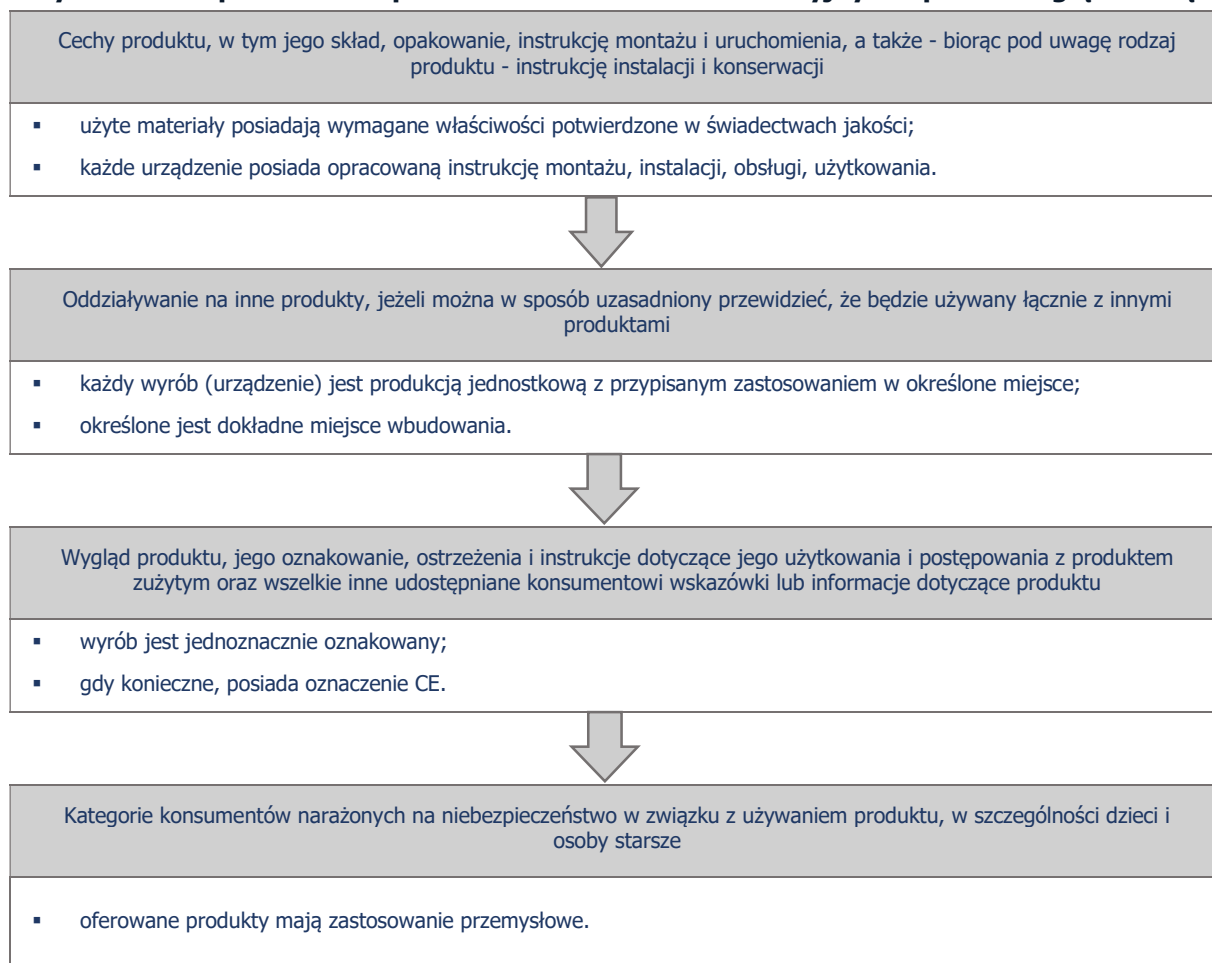 Cechy produktu, w tym jego skład, opakowanie, instrukcję montażu i uruchomienia, a także - biorąc pod uwagę rodzaj
produktu - instrukcję instalacji i konserwacji
▪ użyte materiały posiadają wymagane właściwości potwierdzone w świadectwach jakości;
▪ każde urządzenie posiada opracowaną instrukcję montażu, instalacji, obsługi, użytkowania.
Oddziaływanie na inne produkty, jeżeli można w sposób uzasadniony przewidzieć, że będzie używany łącznie z innymi
produktami
▪ każdy wyrób (urządzenie) jest produkcją jednostkową z przypisanym zastosowaniem w określone miejsce;
▪ określone jest dokładne miejsce wbudowania.
Wygląd produktu, jego oznakowanie, ostrzeżenia i instrukcje dotyczące jego użytkowania i postępowania z produktem
zużytym oraz wszelkie inne udostępniane konsumentowi wskazówki lub informacje dotyczące produktu
▪ wyrób jest jednoznacznie oznakowany;
▪ gdy konieczne, posiada oznaczenie CE.
Kategorie konsumentów narażonych na niebezpieczeństwo w związku z używaniem produktu, w szczególności dzieci i
osoby starsze
▪ oferowane produkty mają zastosowanie przemysłowe.